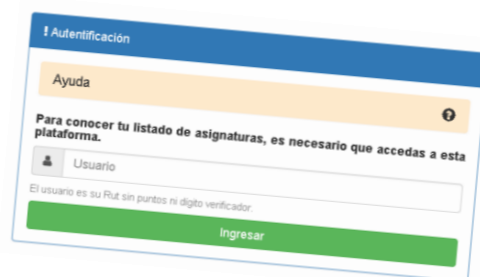 ! Autentificación
Ayuda
Para conocer tu listado de asignaturas, es necesario que accedas a esta
plataforma.
Usuario
El usuario es su Rut sin puntos ni digito verificador.
Ingresar